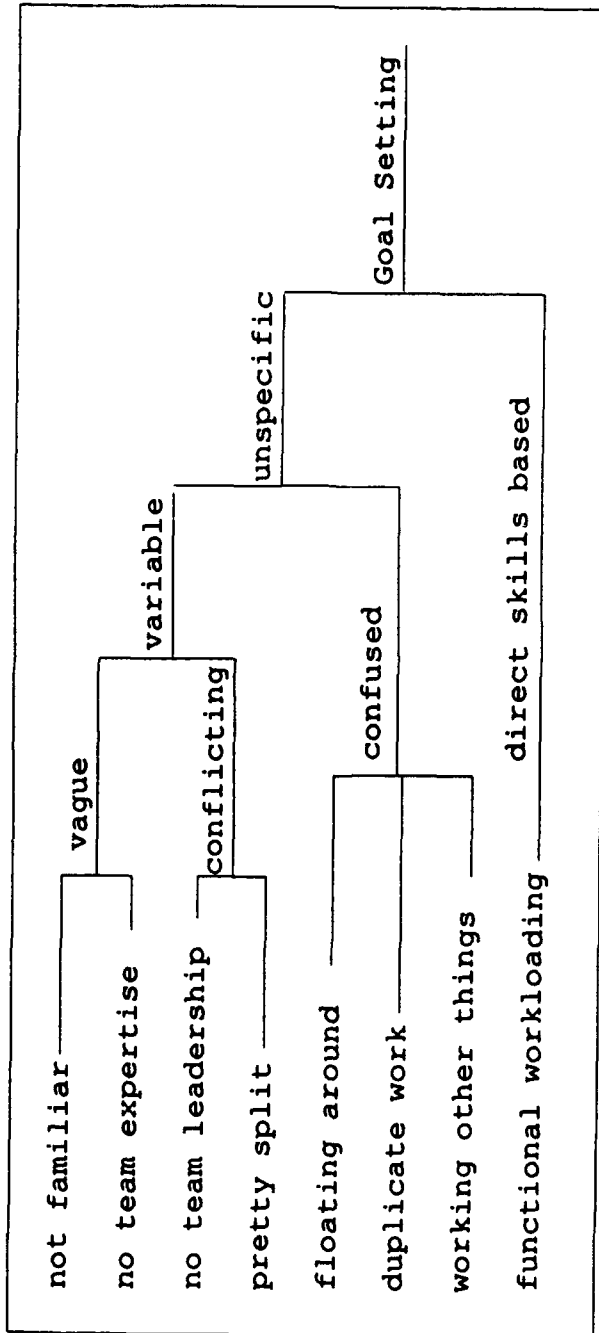 not familiar
no team expertise
no team leadership
pretty split
floating around
duplicate work
working other things
functional workloading
vague
conflicting
confused
direct skills based
variable
unspecific
Goal Setting